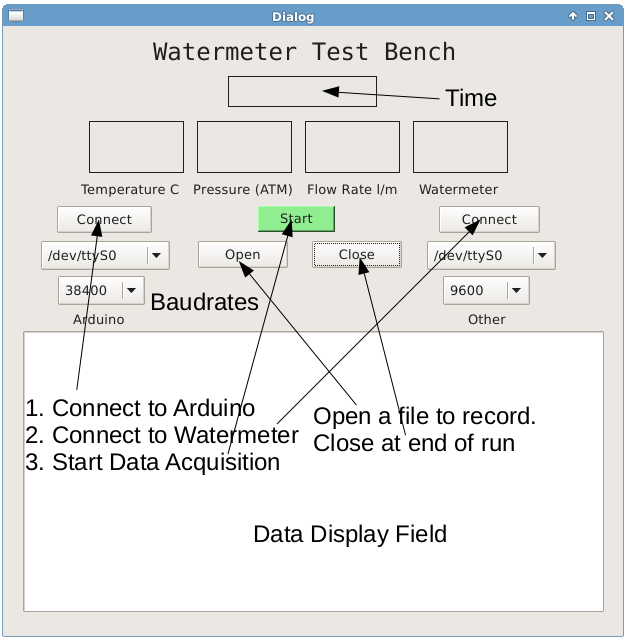 Dialog
Watermeter Test Bench
Time
Temperature C Pressure (ATM) Flow Rate l/m Watermeter
Connect Start Connect
/dev/ttyS0 Open Close /dev/ttyS0
38400 Baudrates 9600
Arduino Other
1. Connect to Arduino
2. Connect to Watermeter
3. Start Data Acquisition
Open a file to record.
Close at end of run
Data Display Field